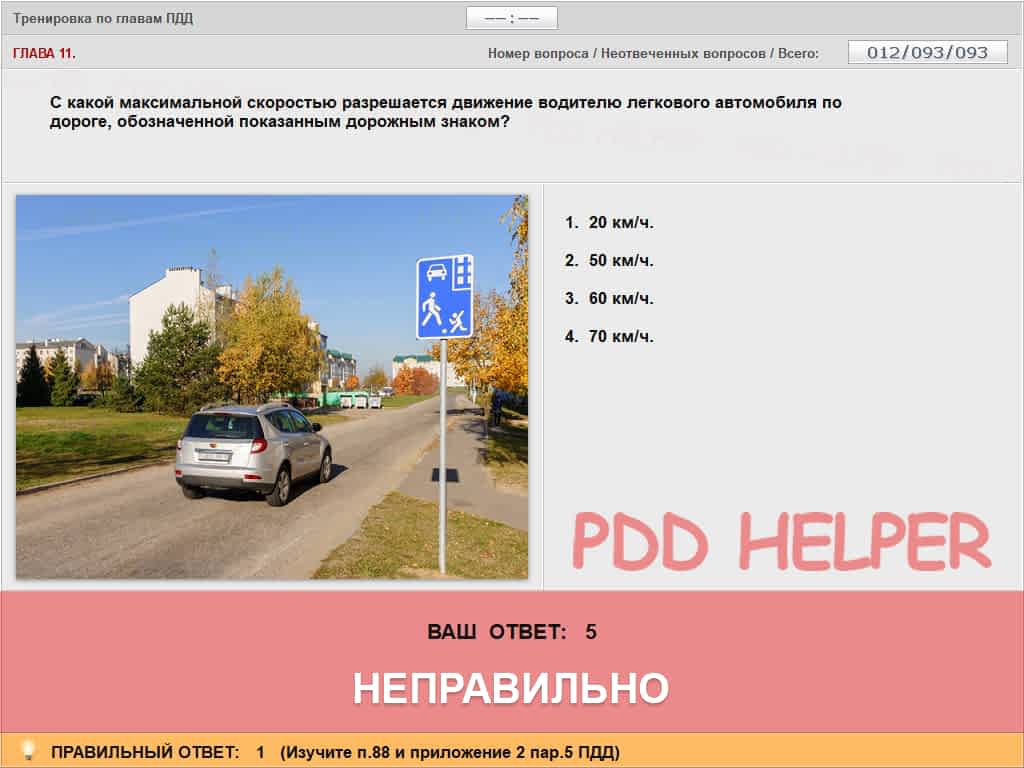 Тренировка по главам ПДД
—— : ——
ГЛАВА 11.
Номер вопроса / Неотвеченных вопросов / Всего:
012/093/093
С какой максимальной скоростью разрешается движение водителю легкового автомобиля по
дороге, обозначенной показанным дорожным знаком?
1. 20 км/ч.
2. 50 км/ч.
3. 60 км/ч.
4. 70 км/ч.
PDD HELPER
ВАШ ОТВЕТ: 5
НЕПРАВИЛЬНО
ПРАВИЛЬНЫЙ ОТВЕТ: 1 (Изучите п.88 и приложение 2 пар.5 ПДД)